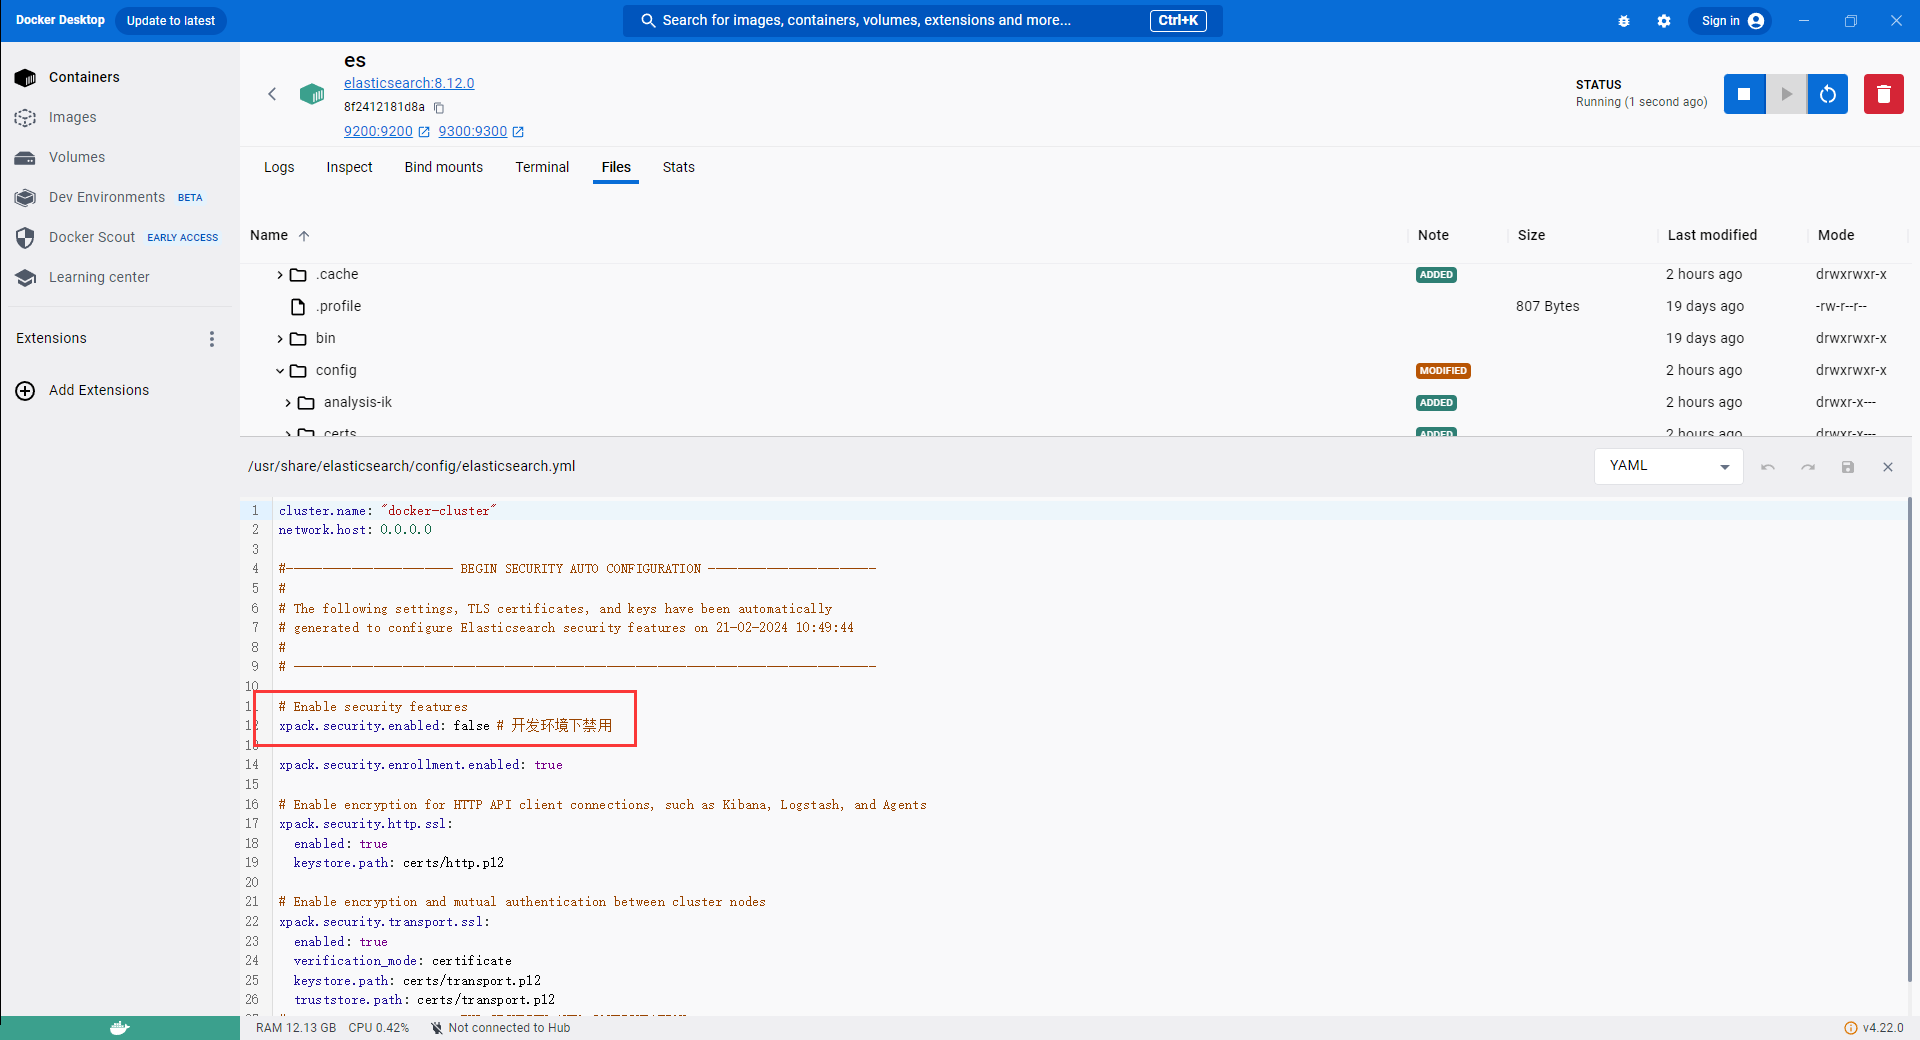 Docker Desktop Update to latest Search for images, containers, volumes, extensions and more... Ctrl+K Sign in
Containers
Images
Volumes
Dev Environments BETA
Docker Scout EARLY ACCESS
Learning center
Extensions
Add Extensions
es
elasticsearch:8.12.0
8f2412181d8a
9200:9200 9300:9300
STATUS
Running (1 second ago)
Logs Inspect Bind mounts Terminal Files Stats
Name Note Size Last modified Mode
.cache ADDED 2 hours ago drwxrwxr-x
.profile 807 Bytes 19 days ago -rw-r--r--
bin 19 days ago drwxrwxr-x
config MODIFIED 2 hours ago drwxrwxr-x
analysis-ik ADDED 2 hours ago drwxr-x---
certs ADDED 2 hours ago drwxr-x---
/usr/share/elasticsearch/config/elasticsearch.yml YAML
1 cluster.name: "docker-cluster"
2 network.host: 0.0.0.0
3
4 #----------------------- BEGIN SECURITY AUTO CONFIGURATION -----------------------
5 #
6 # The following settings, TLS certificates, and keys have been automatically
7 # generated to configure Elasticsearch security features on 21-02-2024 10:49:44
8 #
9 # --------------------------------------------------------------------------------
10
11 # Enable security features
12 xpack.security.enabled: false # 开发环境下禁用
13
14 xpack.security.enrollment.enabled: true
15
16 # Enable encryption for HTTP API client connections, such as Kibana, Logstash, and Agents
17 xpack.security.http.ssl:
18 enabled: true
19 keystore.path: certs/http.p12
20
21 # Enable encryption and mutual authentication between cluster nodes
22 xpack.security.transport.ssl:
23 enabled: true
24 verification_mode: certificate
25 keystore.path: certs/transport.p12
26 truststore.path: certs/transport.p12
RAM 12.13 GB CPU 0.42% Not connected to Hub v4.22.0